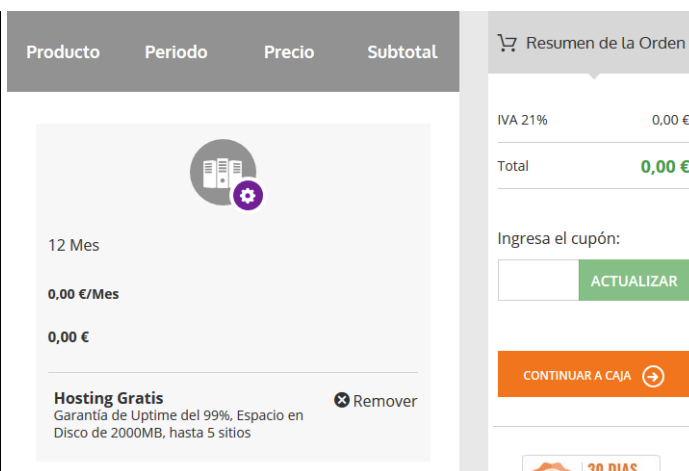 Producto Periodo Precio Subtotal
12 Mes
0,00 €/Mes
0,00 €
Hosting Gratis
Garantía de Uptime del 99%, Espacio en
Disco de 2000MB, hasta 5 sitios
Remover
Resumen de la Orden
IVA 21% 0,00 €
Total 0,00 €
Ingresa el cupón:
ACTUALIZAR
CONTINUAR A CAJA
30 DIAS